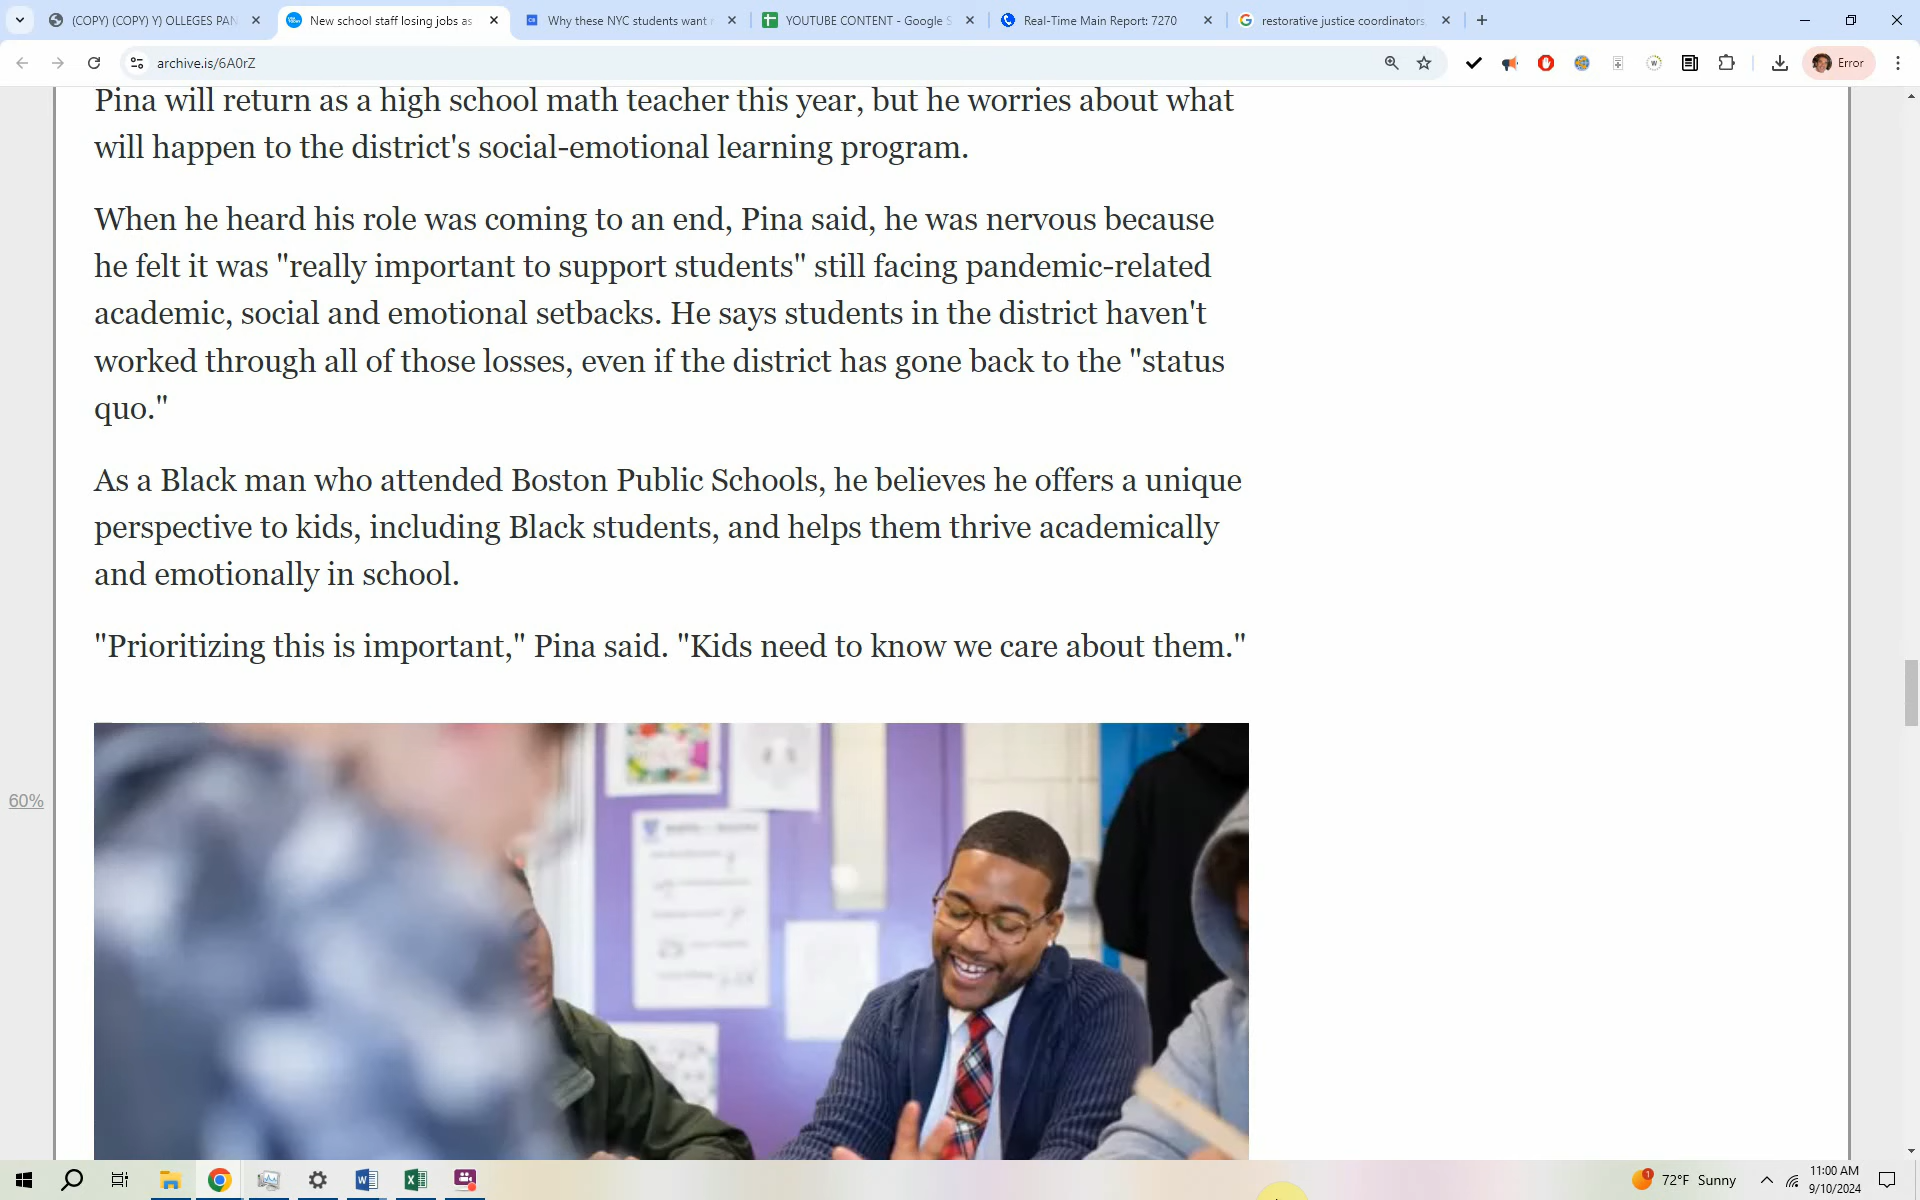 (COPY) (COPY) Y) OLLEGES PAN
New school staff losing jobs as
Why these NYC students want
YOUTUBE CONTENT - Google S
Real-Time Main Report: 7270
restorative justice coordinators
archive.is/6A0rZ
Error
Pina will return as a high school math teacher this year, but he worries about what
will happen to the district's social-emotional learning program.
When he heard his role was coming to an end, Pina said, he was nervous because
he felt it was "really important to support students" still facing pandemic-related
academic, social and emotional setbacks. He says students in the district haven't
worked through all of those losses, even if the district has gone back to the "status
quo."
As a Black man who attended Boston Public Schools, he believes he offers a unique
perspective to kids, including Black students, and helps them thrive academically
and emotionally in school.
"Prioritizing this is important," Pina said. "Kids need to know we care about them."
60%
72°F Sunny
11:00 AM
9/10/2024